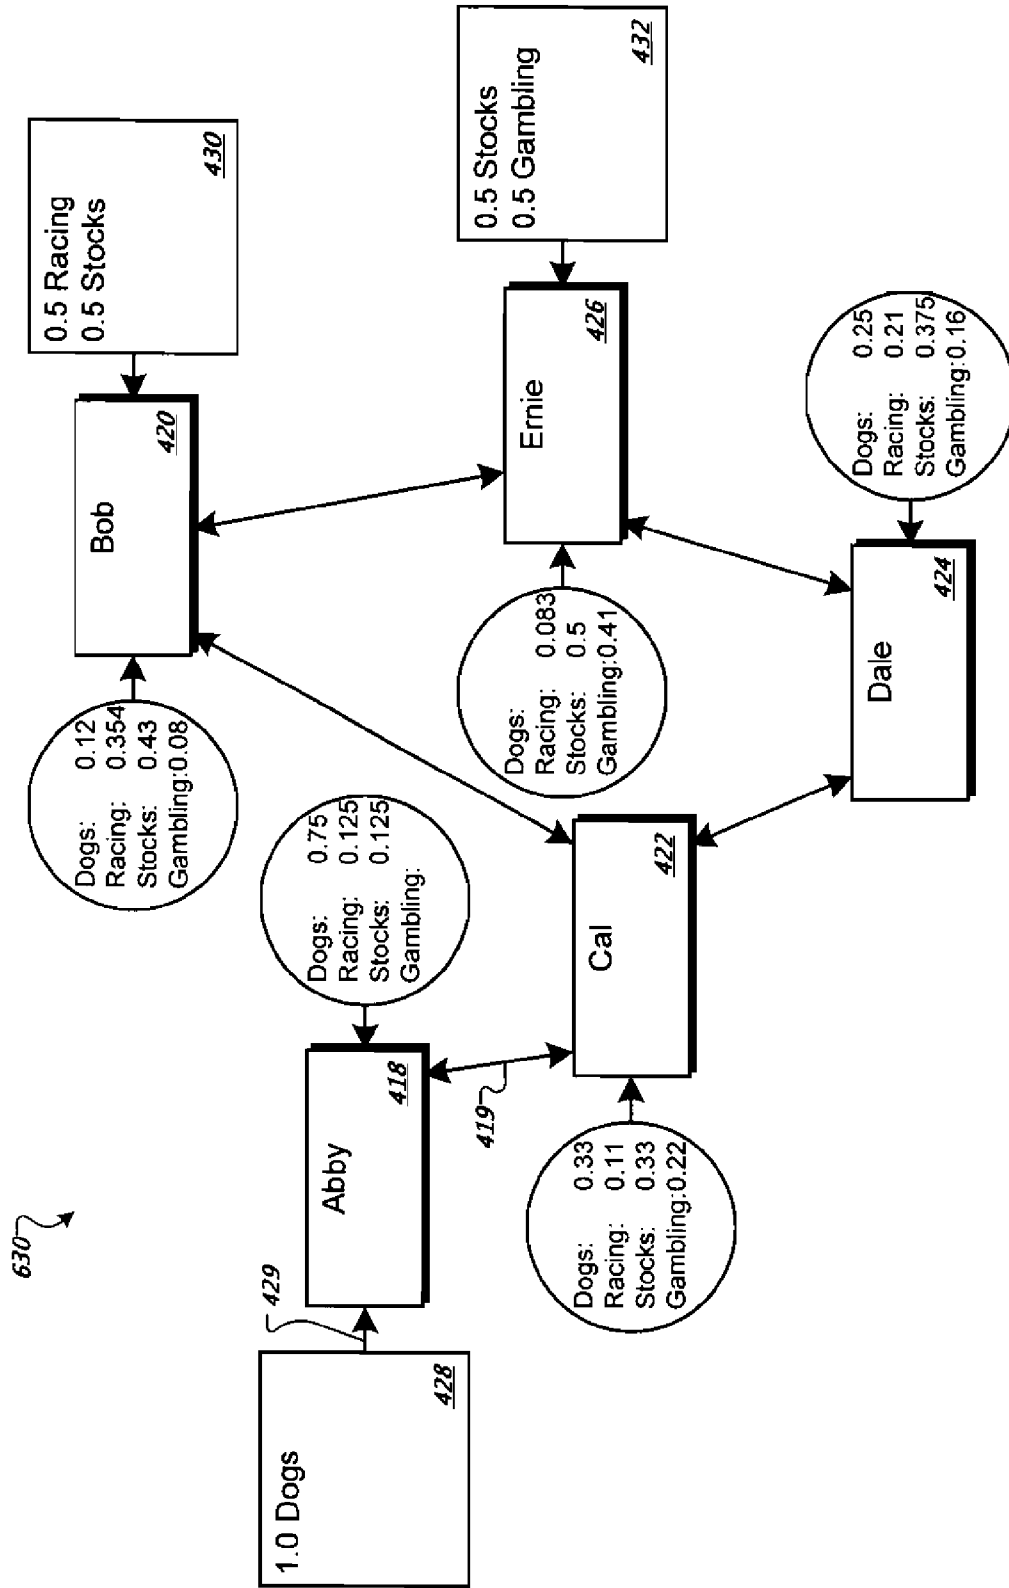 630
1.0 Dogs
428
429
Abby
418
Dogs: 0.75
Racing: 0.125
Stocks: 0.125
Gambling:
419
Dogs: 0.12
Racing: 0.354
Stocks: 0.43
Gambling:0.08
Bob
420
0.5 Racing
0.5 Stocks
430
Dogs: 0.33
Racing: 0.11
Stocks: 0.33
Gambling:0.22
Cal
422
Dogs:
Racing: 0.083
Stocks: 0.5
Gambling:0.41
Ernie
426
0.5 Stocks
0.5 Gambling
432
Dale
424
Dogs: 0.25
Racing: 0.21
Stocks: 0.375
Gambling:0.16